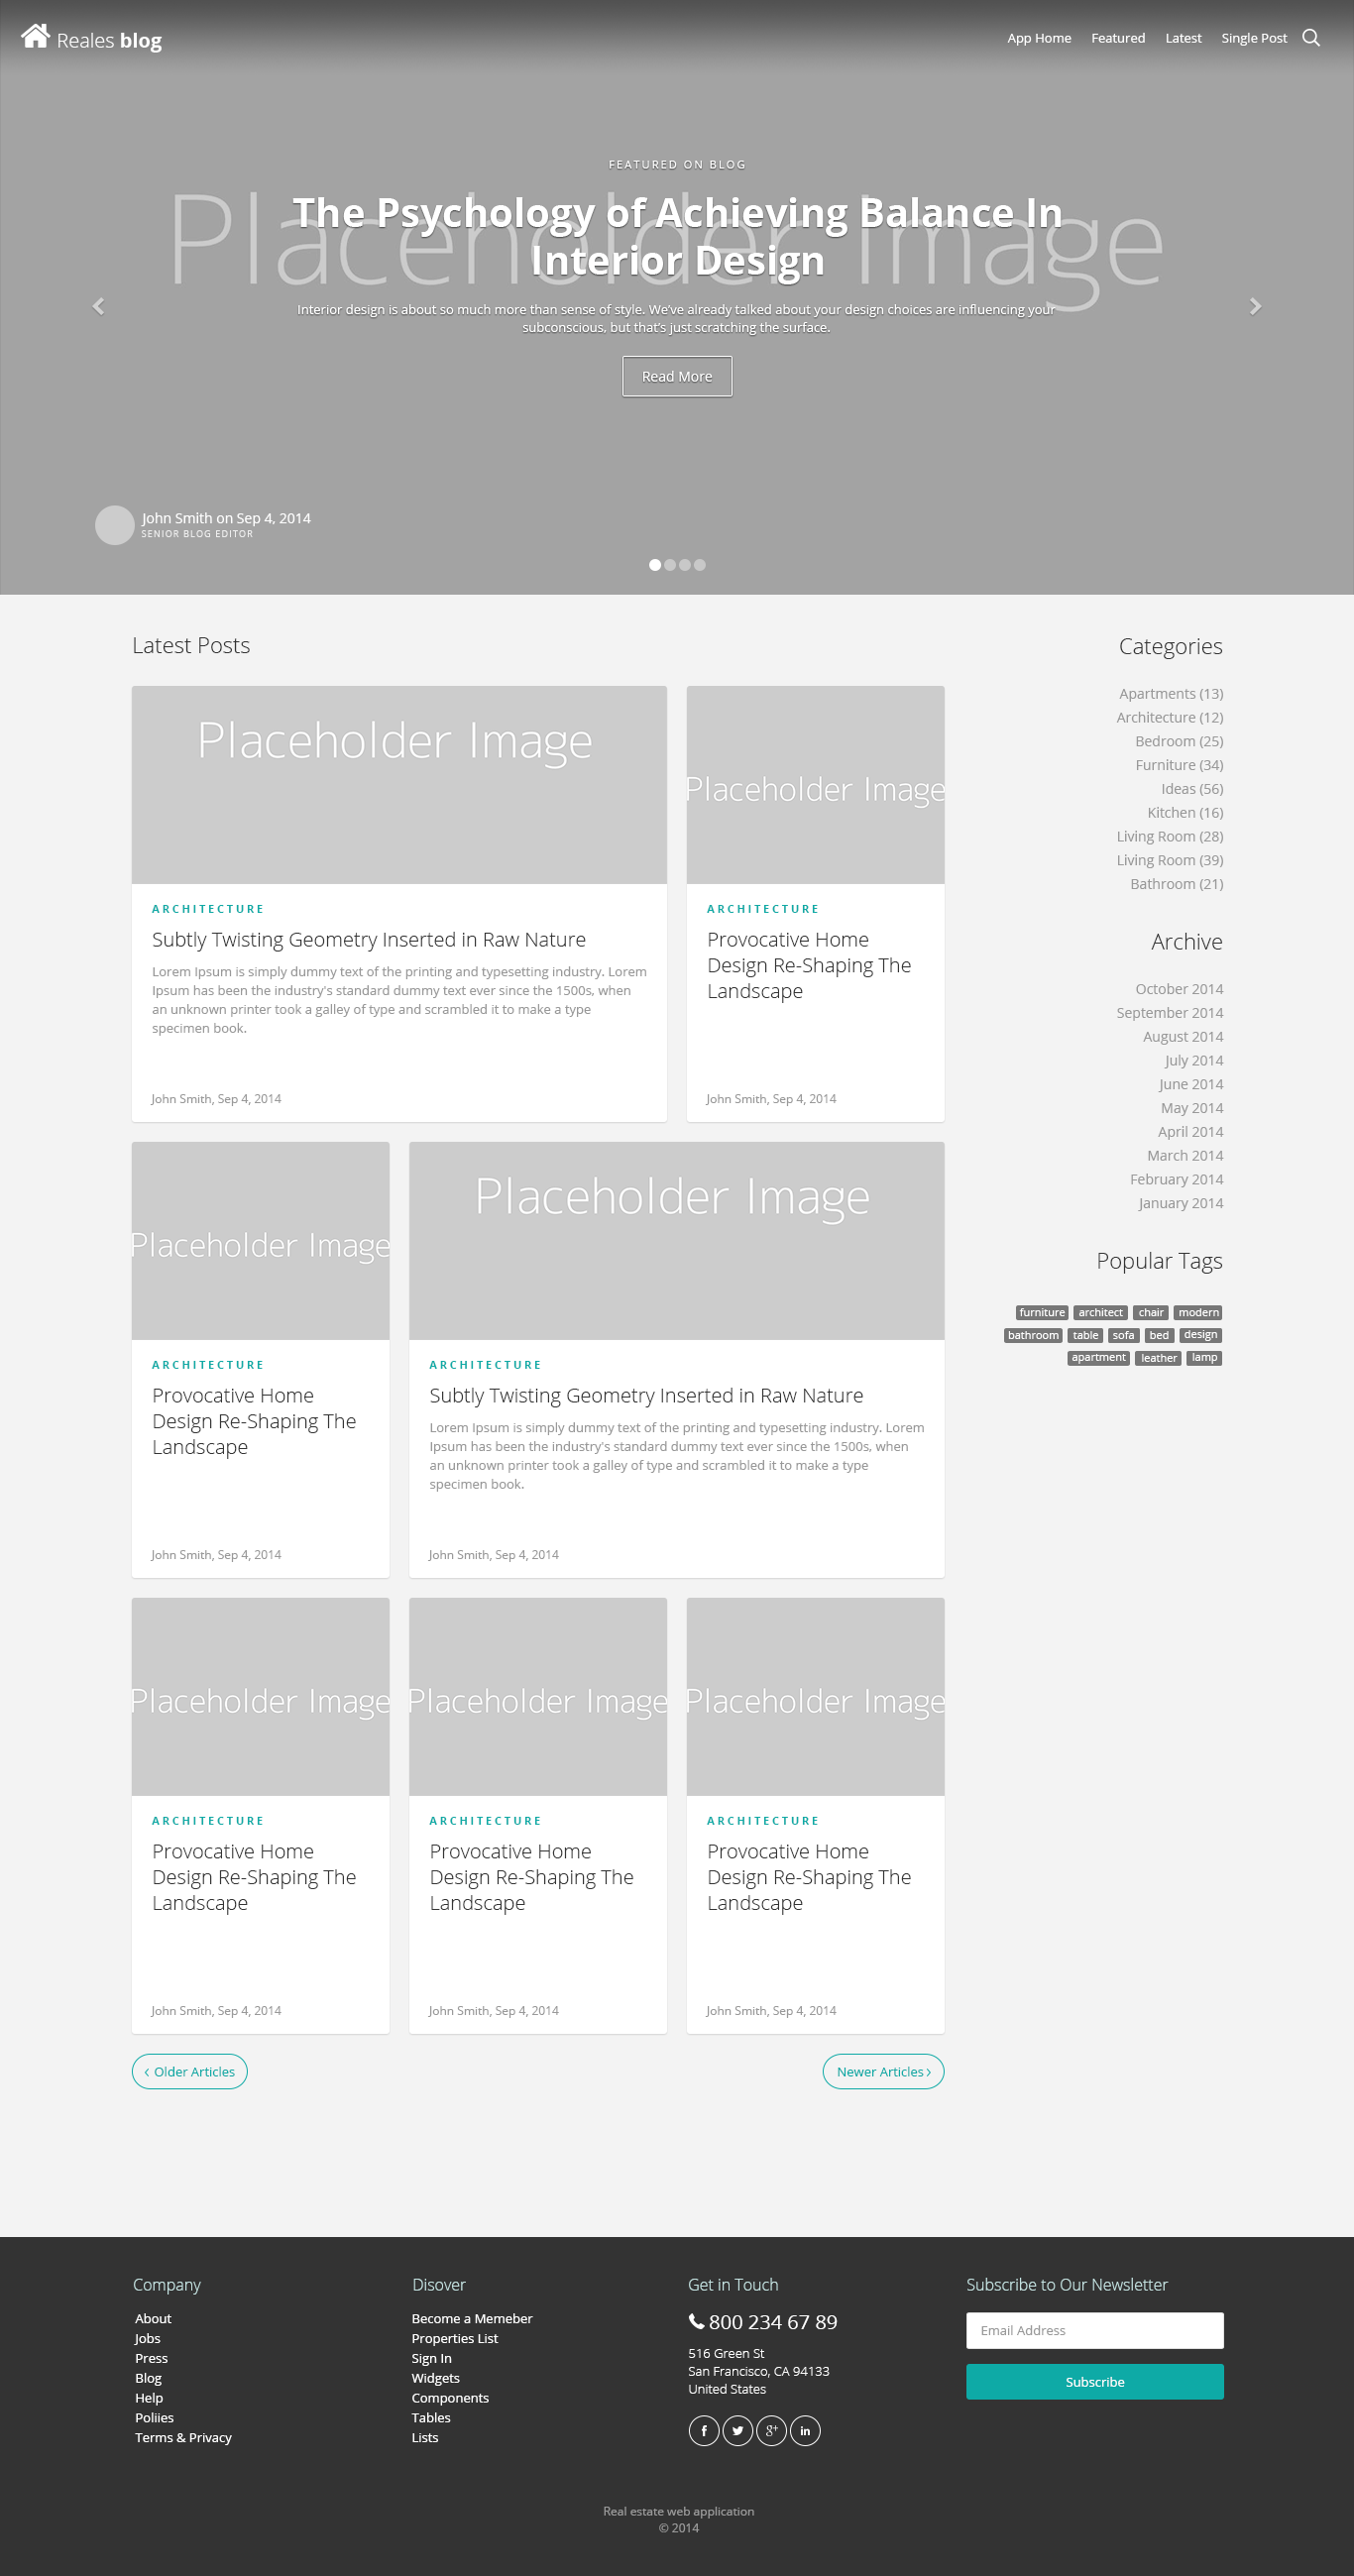 Reales blog
App Home Featured Latest Single Post
FEATURED ON BLOG
Placeholder Image
The Psychology of Achieving Balance In
Interior Design
Interior design is about so much more than sense of style. We've already talked about your design choices are influencing your
subconscious, but that's just scratching the surface.
Read More
John Smith on Sep 4, 2014
SENIOR BLOG EDITOR
Latest Posts
Placeholder Image
ARCHITECTURE
Subtly Twisting Geometry Inserted in Raw Nature
Lorem Ipsum is simply dummy text of the printing and typesetting industry. Lorem
Ipsum has been the industry's standard dummy text ever since the 1500s, when
an unknown printer took a galley of type and scrambled it to make a type
specimen book.
John Smith, Sep 4, 2014
Placeholder Image
ARCHITECTURE
Provocative Home
Design Re-Shaping The
Landscape
John Smith, Sep 4, 2014
Placeholder Image
ARCHITECTURE
Provocative Home
Design Re-Shaping The
Landscape
John Smith, Sep 4, 2014
Placeholder Image
ARCHITECTURE
Subtly Twisting Geometry Inserted in Raw Nature
Lorem Ipsum is simply dummy text of the printing and typesetting industry. Lorem
Ipsum has been the industry's standard dummy text ever since the 1500s, when
an unknown printer took a galley of type and scrambled it to make a type
specimen book.
John Smith, Sep 4, 2014
Placeholder Image
ARCHITECTURE
Provocative Home
Design Re-Shaping The
Landscape
John Smith, Sep 4, 2014
Placeholder Image
ARCHITECTURE
Provocative Home
Design Re-Shaping The
Landscape
John Smith, Sep 4, 2014
Placeholder Image
ARCHITECTURE
Provocative Home
Design Re-Shaping The
Landscape
John Smith, Sep 4, 2014
Older Articles
Newer Articles
Categories
Apartments (13)
Architecture (12)
Bedroom (25)
Furniture (34)
Ideas (56)
Kitchen (16)
Living Room (28)
Living Room (39)
Bathroom (21)
Archive
October 2014
September 2014
August 2014
July 2014
June 2014
May 2014
April 2014
March 2014
February 2014
January 2014
Popular Tags
furniture architect chair modern
bathroom table sofa bed design
apartment leather lamp
Company
About
Jobs
Press
Blog
Help
Poliies
Terms & Privacy
Disover
Become a Memeber
Properties List
Sign In
Widgets
Components
Tables
Lists
Get in Touch
800 234 67 89
516 Green St
San Francisco, CA 94133
United States
f g+ in
Subscribe to Our Newsletter
Email Address
Subscribe
Real estate web application
© 2014